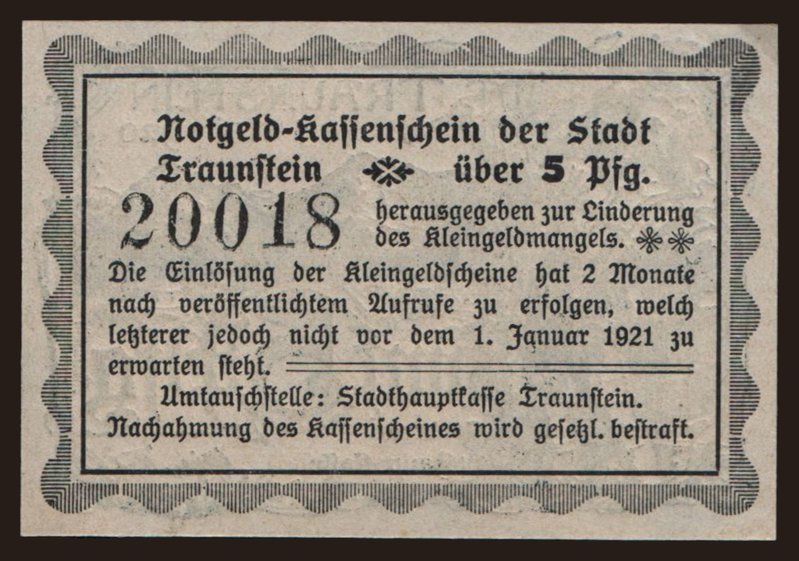 Notgeld-Kassenschein der Stadt
Traunstein über 5 Pfg.
20018
herausgegeben zur Linderung
des Kleingeldmangels.
Die Einlösung der Kleingeldscheine hat 2 Monate
nach veröffentlichtem Aufrufe zu erfolgen, welch
letzterer jedoch nicht vor dem 1. Januar 1921 zu
erwarten steht.
Umtauschstelle: Stadthauptkasse Traunstein.
Nachahmung des Kassenscheines wird gesetzl. bestraft.